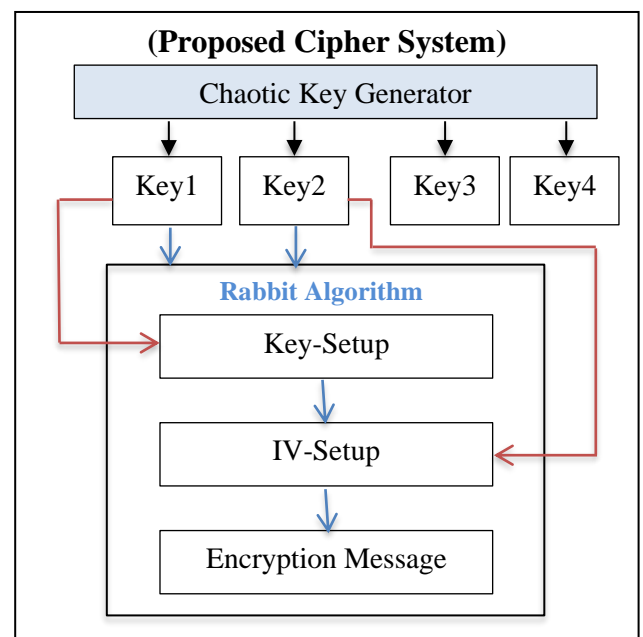 (Proposed Cipher System)
Chaotic Key Generator
Key1
Key2
Key3
Key4
Rabbit Algorithm
Key-Setup
IV-Setup
Encryption Message